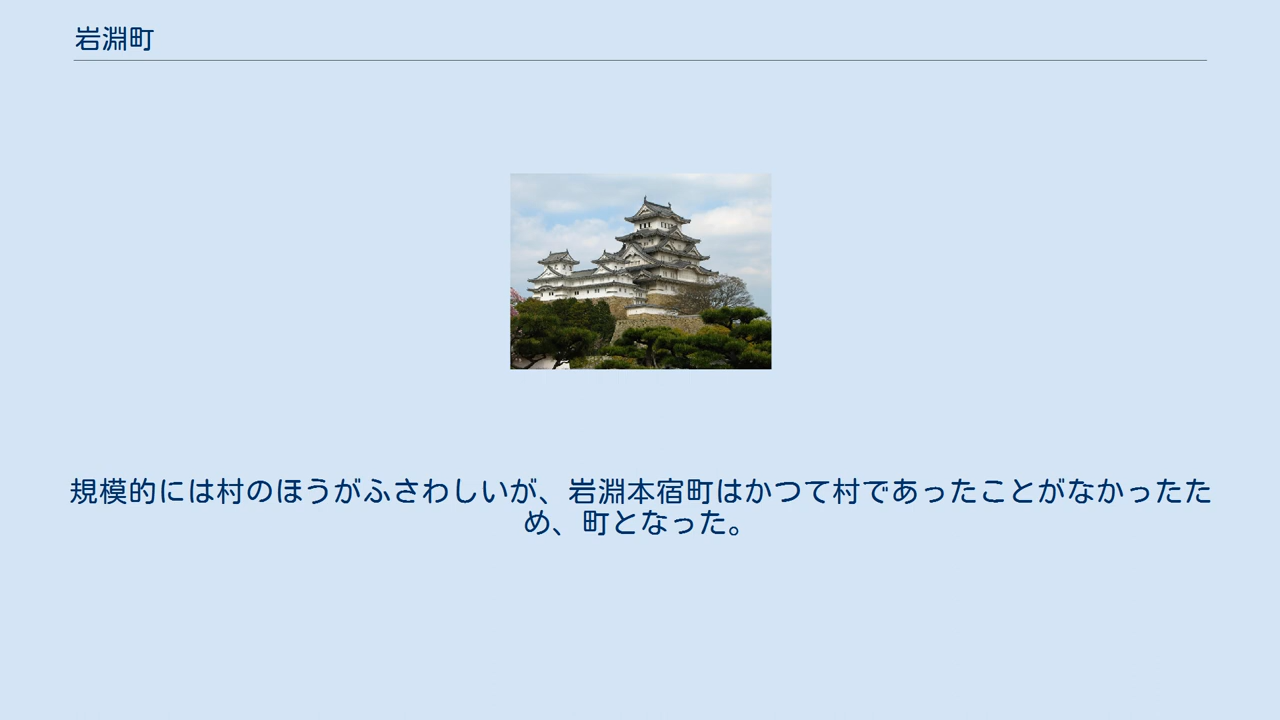 岩淵町
規模的には村のほうがふさわしいが、岩淵本宿町はかつて村であったことがなかったた
め、町となった。